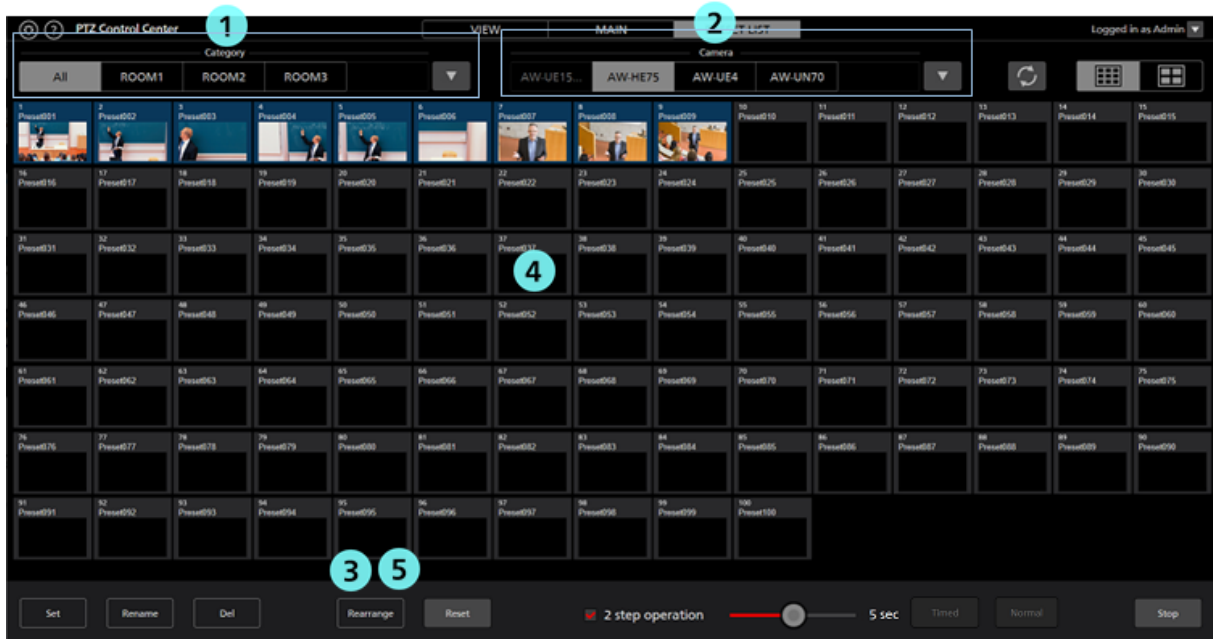 PTZ Control Center
1
VIEW
MAIN
2
LIST
Logged in as Admin
Category
All
ROOM1
ROOM2
ROOM3
Camera
AW-UE15...
AW-HE75
AW-UE4
AW-UN70
1 2 3 4 5 6 7 8 9 10 11 12 13 14 15
Preset001 Preset002 Preset003 Preset004 Preset005 Preset006 Preset007 Preset008 Preset009 Preset010 Preset011 Preset012 Preset013 Preset014 Preset015
16 17 18 19 20 21 22 23 24 25 26 27 28 29 30
Preset016 Preset017 Preset018 Preset019 Preset020 Preset021 Preset022 Preset023 Preset024 Preset025 Preset026 Preset027 Preset028 Preset029 Preset030
31 32 33 34 35 36 37 38 39 40 41 42 43 44 45
Preset031 Preset032 Preset033 Preset034 Preset035 Preset036 Preset037 Preset038 Preset039 Preset040 Preset041 Preset042 Preset043 Preset044 Preset045
4
46 47 48 49 50 51 52 53 54 55 56 57 58 59 60
Preset046 Preset047 Preset048 Preset049 Preset050 Preset051 Preset052 Preset053 Preset054 Preset055 Preset056 Preset057 Preset058 Preset059 Preset060
61 62 63 64 65 66 67 68 69 70 71 72 73 74 75
Preset061 Preset062 Preset063 Preset064 Preset065 Preset066 Preset067 Preset068 Preset069 Preset070 Preset071 Preset072 Preset073 Preset074 Preset075
76 77 78 79 80 81 82 83 84 85 86 87 88 89 90
Preset076 Preset077 Preset078 Preset079 Preset080 Preset081 Preset082 Preset083 Preset084 Preset085 Preset086 Preset087 Preset088 Preset089 Preset090
91 92 93 94 95 96 97 98 99 100
Preset091 Preset092 Preset093 Preset094 Preset095 Preset096 Preset097 Preset098 Preset099 Preset100
3 5
Set
Rename
Del
Rearrange
Reset
2 step operation
5 sec
Timed
Normal
Stop